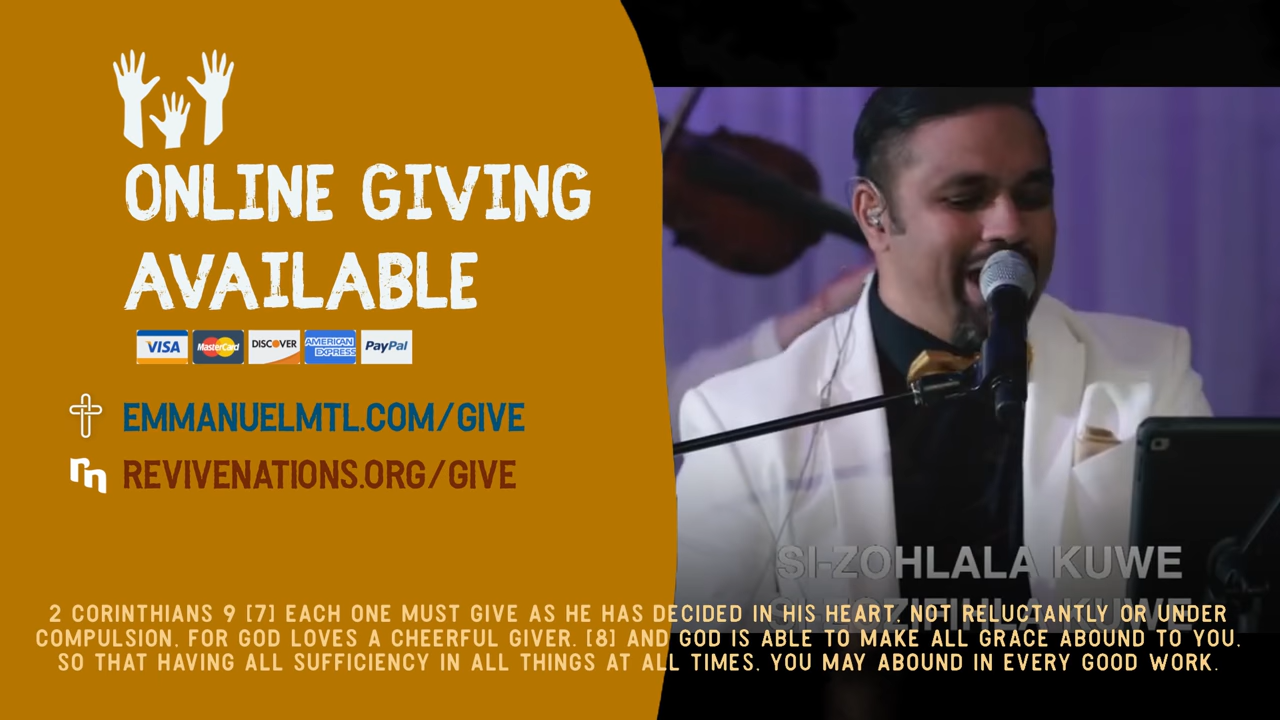 ONLINE GIVING
AVAILABLE
VISA MasterCard DISCOVER AMERICAN EXPRESS PayPal
EMMANUELMTL.COM/GIVE
rn REVIVENATIONS.ORG/GIVE
SI-ZOHLALA KUWE
KUWE
2 CORINTHIANS 9 [7] EACH ONE MUST GIVE AS HE HAS DECIDED IN HIS HEART, NOT RELUCTANTLY OR UNDER
COMPULSION, FOR GOD LOVES A CHEERFUL GIVER. [8] AND GOD IS ABLE TO MAKE ALL GRACE ABOUND TO YOU,
SO THAT HAVING ALL SUFFICIENCY IN ALL THINGS AT ALL TIMES, YOU MAY ABOUND IN EVERY GOOD WORK.